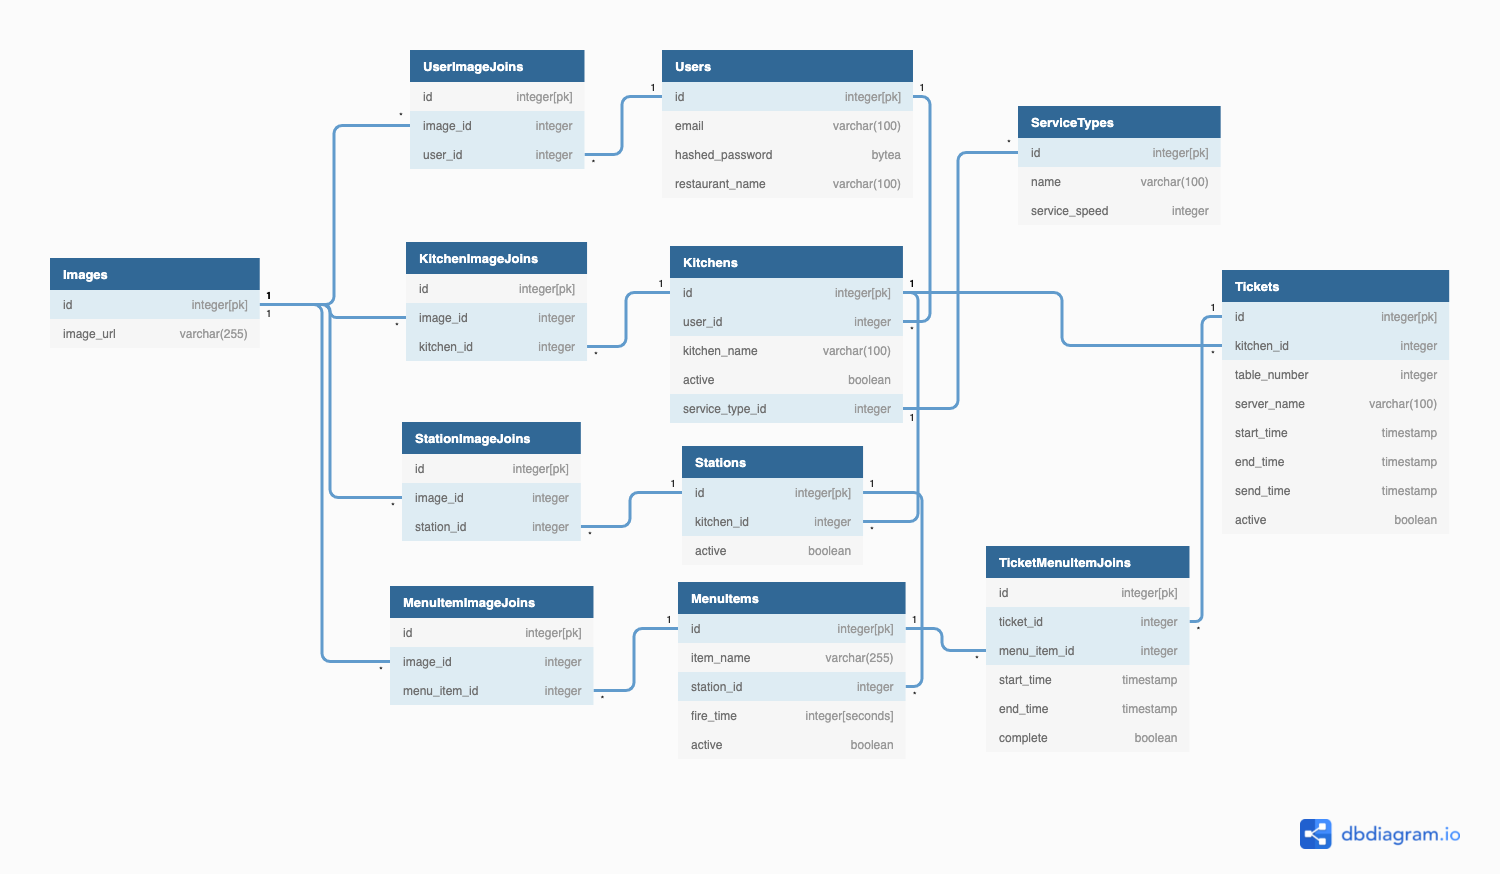 UserImageJoins
id integer[pk]
image_id integer
user_id integer
Users
id integer[pk]
email varchar(100)
hashed_password bytea
restaurant_name varchar(100)
ServiceTypes
id integer[pk]
name varchar(100)
service_speed integer
Images
id integer[pk]
image_url varchar(255)
KitchenImageJoins
id integer[pk]
image_id integer
kitchen_id integer
Kitchens
id integer[pk]
user_id integer
kitchen_name varchar(100)
active boolean
service_type_id integer
Tickets
id integer[pk]
kitchen_id integer
table_number integer
server_name varchar(100)
start_time timestamp
end_time timestamp
send_time timestamp
active boolean
StationImageJoins
id integer[pk]
image_id integer
station_id integer
Stations
id integer[pk]
kitchen_id integer
active boolean
MenuItemImageJoins
id integer[pk]
image_id integer
menu_item_id integer
MenuItems
id integer[pk]
item_name varchar(255)
station_id integer
fire_time integer[seconds]
active boolean
TicketMenuItemJoins
id integer[pk]
ticket_id integer
menu_item_id integer
start_time timestamp
end_time timestamp
complete boolean
1
*
*
1
1
*
1
1
*
*
1
1
*
1
1
*
*
1
1
*
*
*
1
1
*
*
*
*
dbdiagram.io